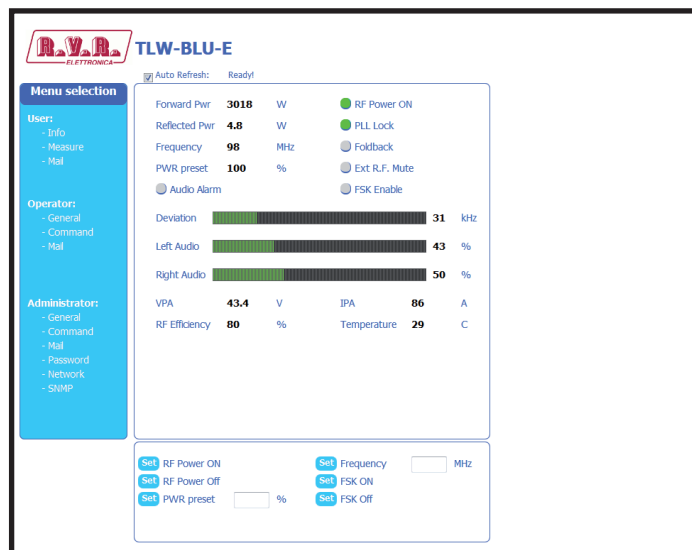 R.V.R.
ELETTRONICA
TLW-BLU-E
Auto Refresh: Ready!
Menu selection
User:
- Info
- Measure
- Mail
Operator:
- General
- Command
- Mail
Administrator:
- General
- Command
- Mail
- Password
- Network
- SNMP
Forward Pwr 3018 W RF Power ON
Reflected Pwr 4.8 W PLL Lock
Frequency 98 MHz Foldback
PWR preset 100 % Ext R.F. Mute
Audio Alarm FSK Enable
Deviation 31 kHz
Left Audio 43 %
Right Audio 50 %
VPA 43.4 V IPA 86 A
RF Efficiency 80 % Temperature 29 C
Set RF Power ON Set Frequency MHz
Set RF Power Off Set FSK ON
Set PWR preset % Set FSK Off